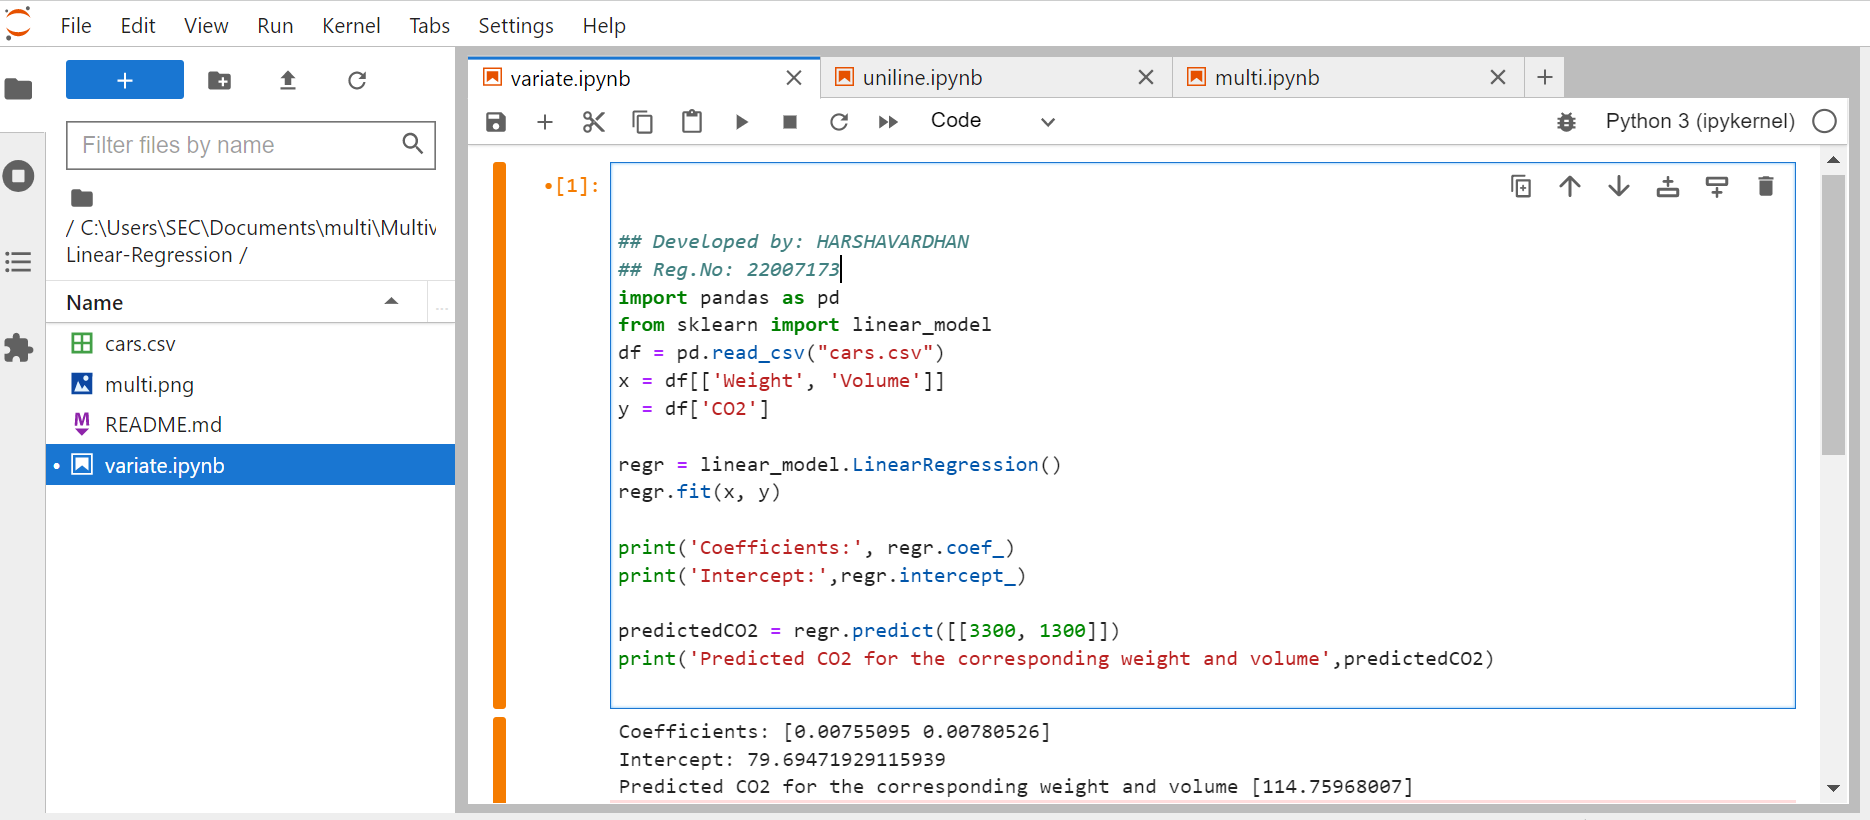 File Edit View Run Kernel Tabs Settings Help
+
Filter files by name
/ C:\Users\SEC\Documents\multi\Multiv
Linear-Regression /
Name
...
cars.csv
multi.png
README.md
• variate.ipynb
variate.ipynb
uniline.ipynb
multi.ipynb
Code
Python 3 (ipykernel)
•[1]:
## Developed by: HARSHAVARDHAN
## Reg.No: 22007173
import pandas as pd
from sklearn import linear_model
df = pd.read_csv("cars.csv")
x = df[['Weight', 'Volume']]
y = df['CO2']
regr = linear_model.LinearRegression()
regr.fit(x, y)
print('Coefficients:', regr.coef_)
print('Intercept:',regr.intercept_)
predictedCO2 = regr.predict([[3300, 1300]])
print('Predicted CO2 for the corresponding weight and volume',predictedCO2)
Coefficients: [0.00755095 0.00780526]
Intercept: 79.69471929115939
Predicted CO2 for the corresponding weight and volume [114.75968007]